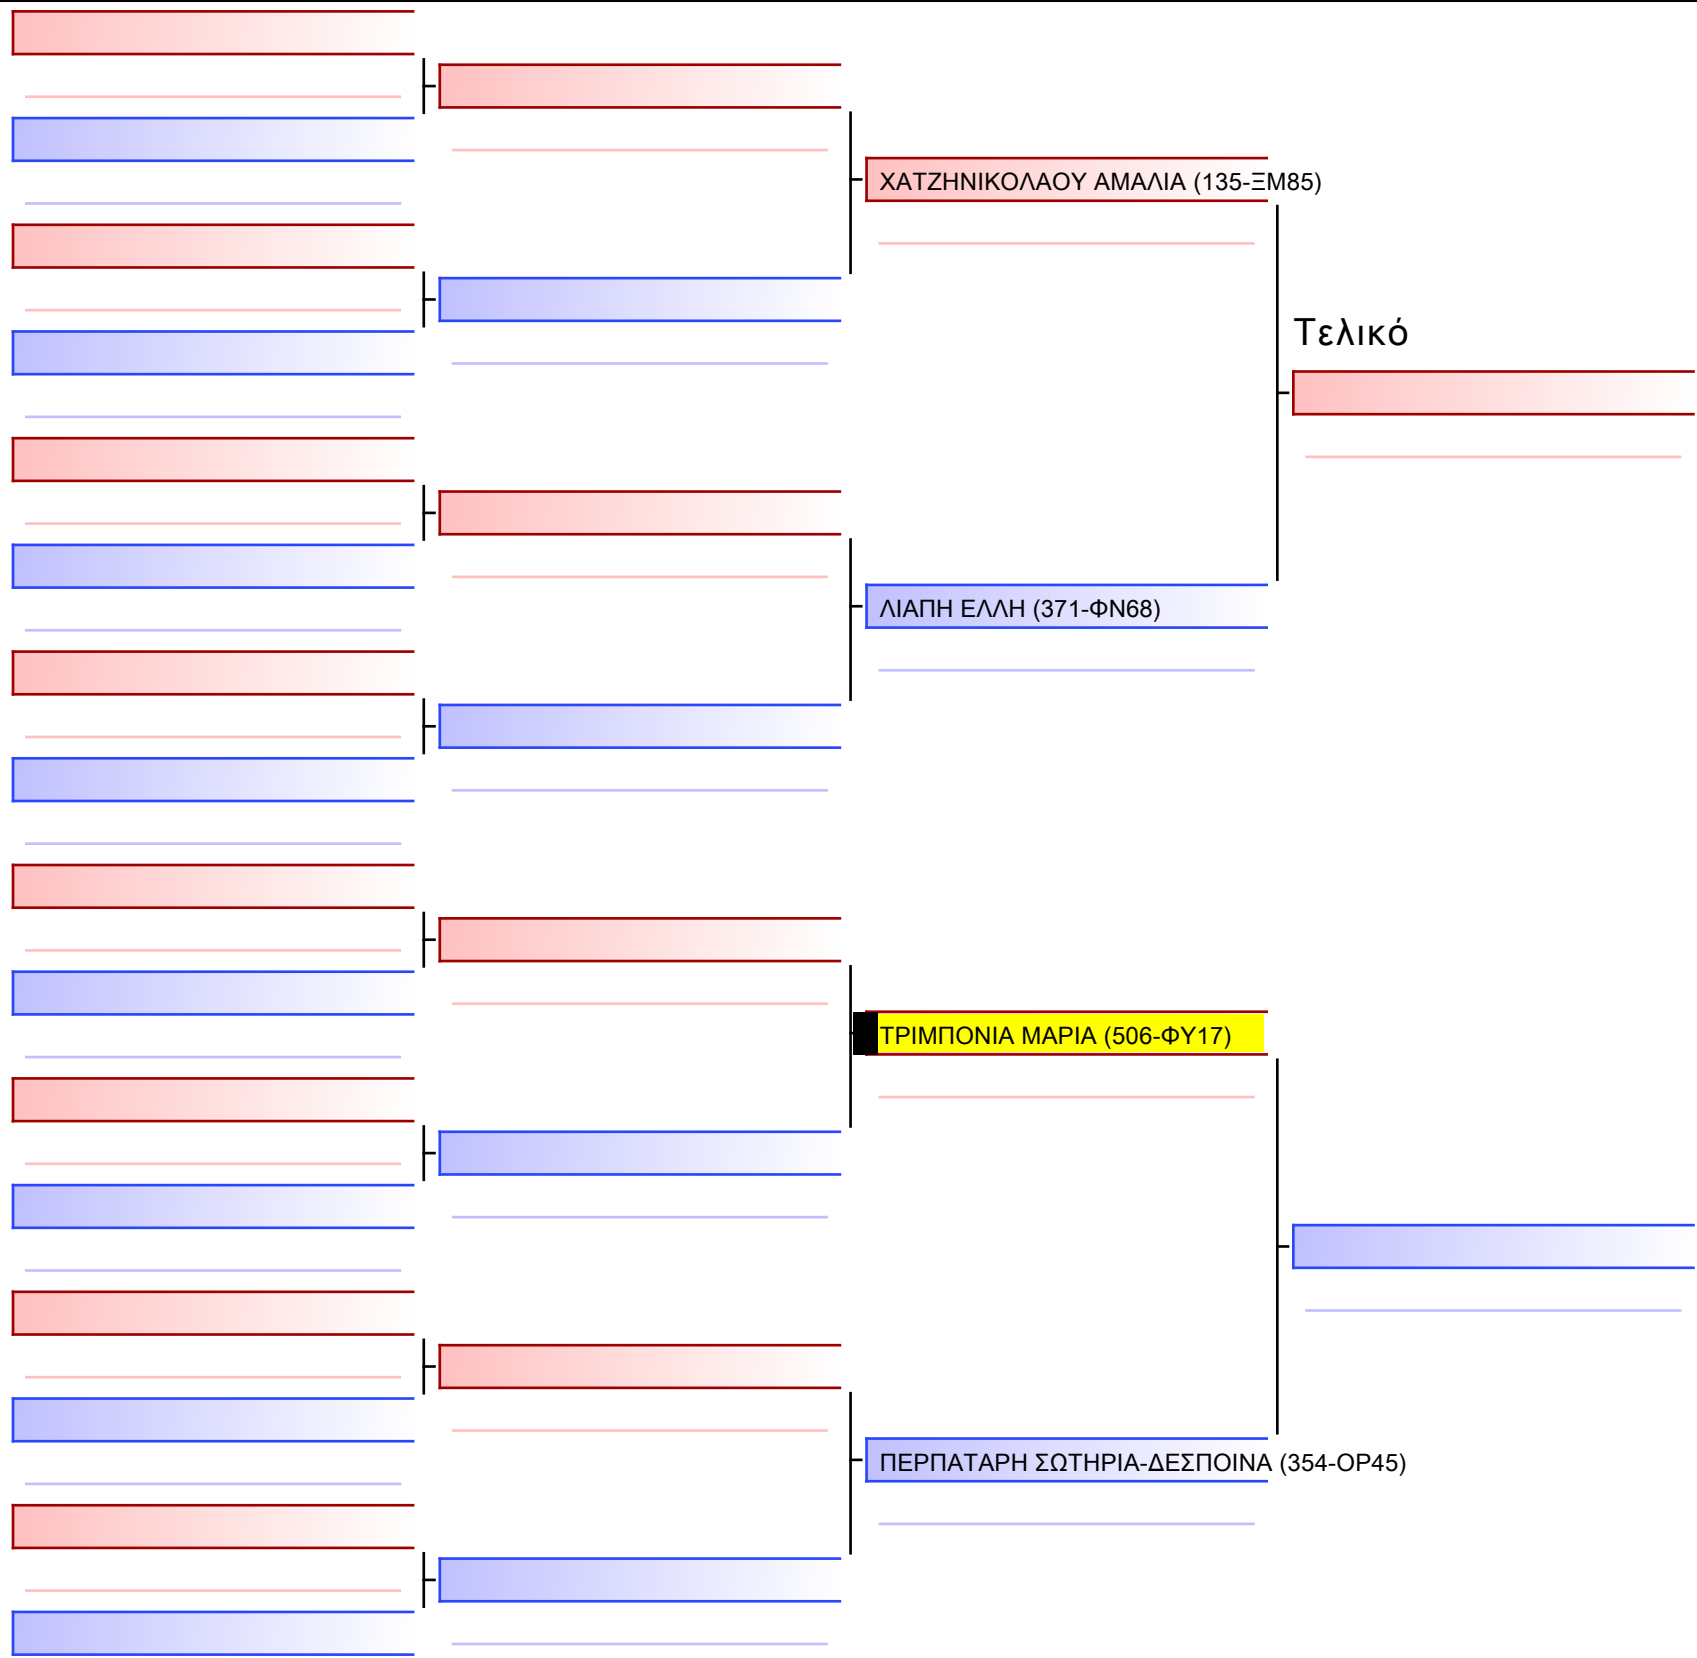 ΧΑΤΖΗΝΙΚΟΛΑΟΥ ΑΜΑΛΙΑ (135-ΞΜ85)
Τελικό
ΛΙΑΠΗ ΕΛΛΗ (371-ΦΝ68)
ΤΡΙΜΠΟΝΙΑ ΜΑΡΙΑ (506-ΦΥ17)
ΠΕΡΠΑΤΑΡΗ ΣΩΤΗΡΙΑ-ΔΕΣΠΟΙΝΑ (354-ΟΡ45)